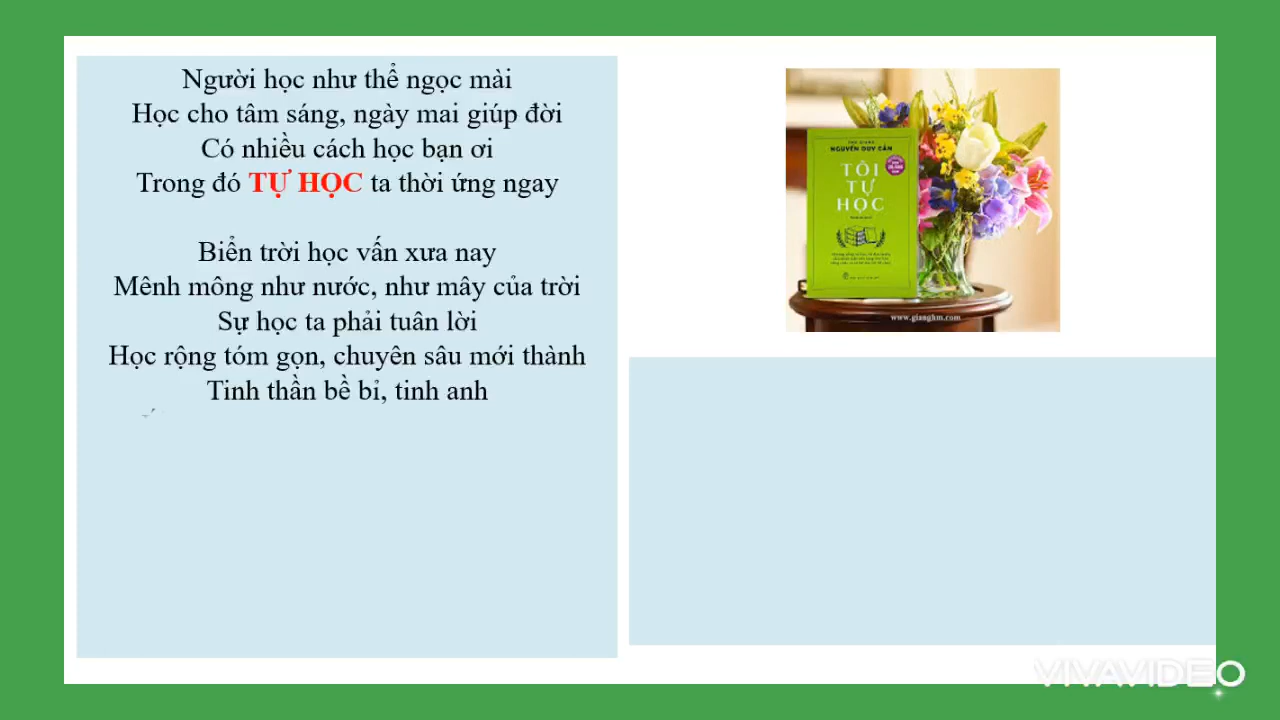 Người học như thể ngọc mài
Học cho tâm sáng, ngày mai giúp đời
Có nhiều cách học bạn ơi
Trong đó TỰ HỌC ta thời ứng ngay
Biển trời học vấn xưa nay
Mênh mông như nước, như mây của trời
Sự học ta phải tuân lời
Học rộng tóm gọn, chuyên sâu mới thành
Tinh thần bề bỉ, tinh anh
NGUYỄN DUY CẦN
TÔI
TỰ
HỌC
www.gianghm.com
VIVAVIDEO